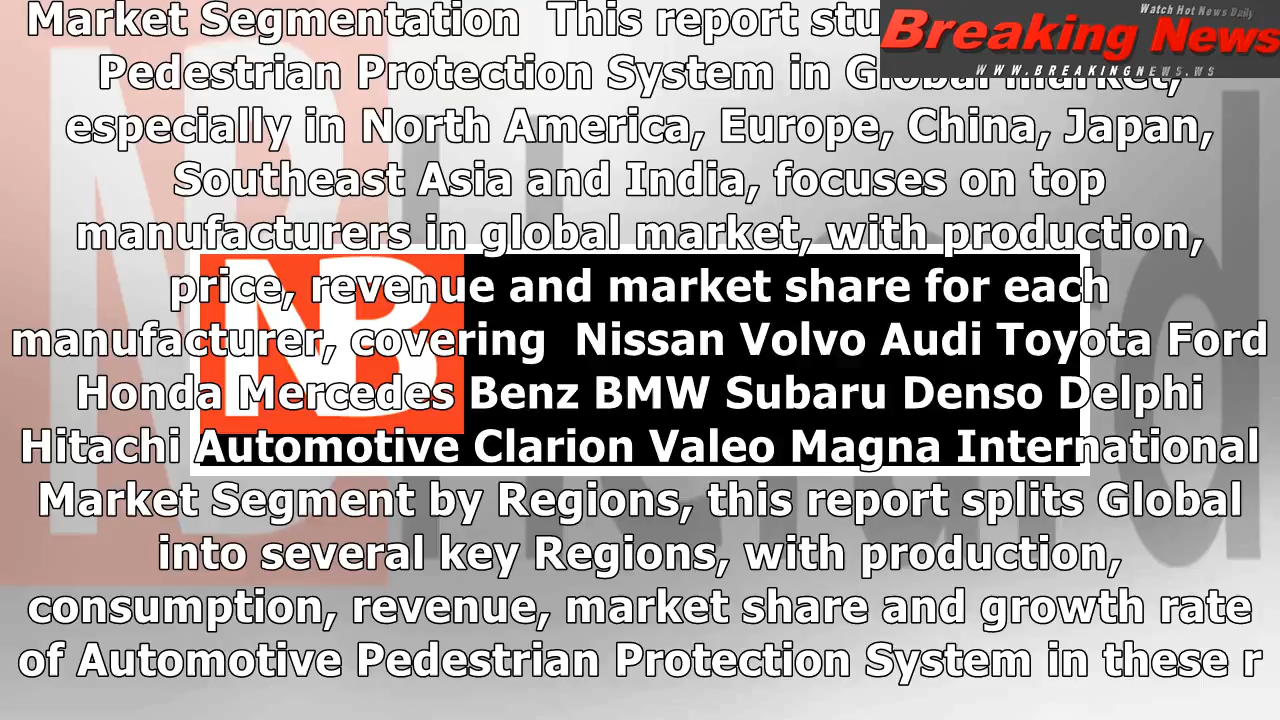 Market Segmentation  This report stu
Watch Hot News Daily
Breaking News
WWW.BREAKINGNEWS.WS
Pedestrian Protection System in Global market,
especially in North America, Europe, China, Japan,
Southeast Asia and India, focuses on top
manufacturers in global market, with production,
price, revenue and market share for each
manufacturer, covering  Nissan Volvo Audi Toyota Ford
Honda Mercedes Benz BMW Subaru Denso Delphi
Hitachi Automotive Clarion Valeo Magna International
Market Segment by Regions, this report splits Global
into several key Regions, with production,
consumption, revenue, market share and growth rate
of Automotive Pedestrian Protection System in these r
NB